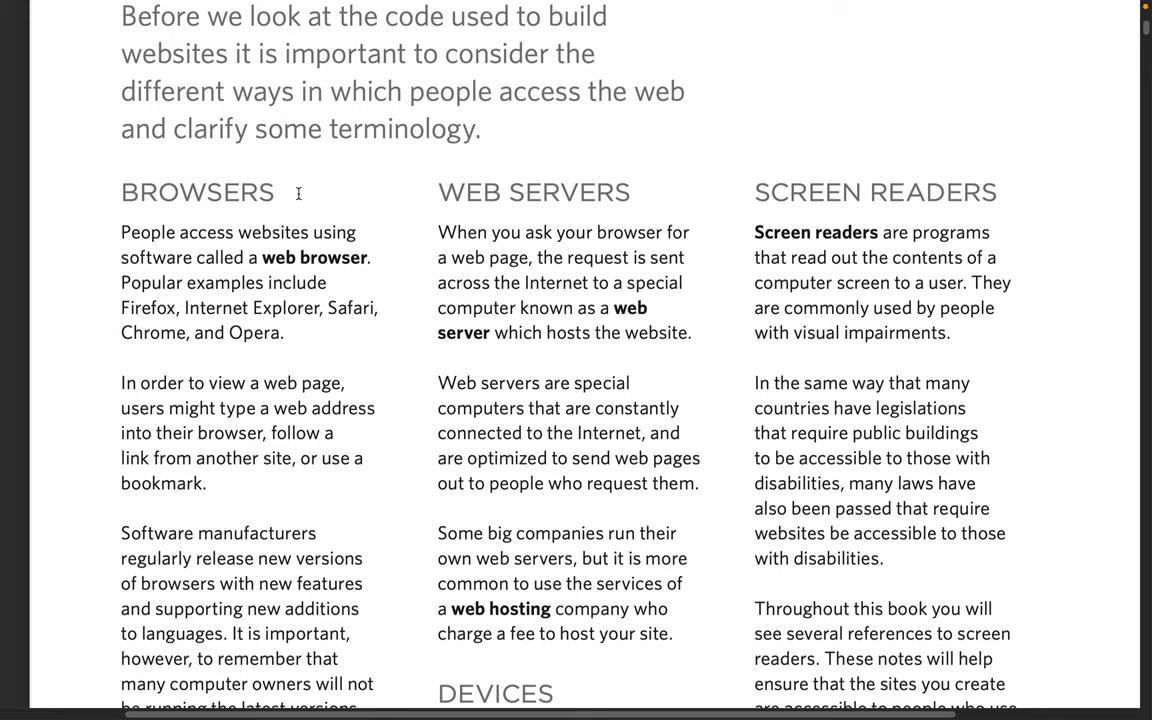 Before we look at the code used to build
websites it is important to consider the
different ways in which people access the web
and clarify some terminology.
BROWSERS
People access websites using
software called a web browser.
Popular examples include
Firefox, Internet Explorer, Safari,
Chrome, and Opera.
In order to view a web page,
users might type a web address
into their browser, follow a
link from another site, or use a
bookmark.
Software manufacturers
regularly release new versions
of browsers with new features
and supporting new additions
to languages. It is important,
however, to remember that
many computer owners will not
be running the latest versions
WEB SERVERS
When you ask your browser for
a web page, the request is sent
across the Internet to a special
computer known as a web
server which hosts the website.
Web servers are special
computers that are constantly
connected to the Internet, and
are optimized to send web pages
out to people who request them.
Some big companies run their
own web servers, but it is more
common to use the services of
a web hosting company who
charge a fee to host your site.
DEVICES
SCREEN READERS
Screen readers are programs
that read out the contents of a
computer screen to a user. They
are commonly used by people
with visual impairments.
In the same way that many
countries have legislations
that require public buildings
to be accessible to those with
disabilities, many laws have
also been passed that require
websites be accessible to those
with disabilities.
Throughout this book you will
see several references to screen
readers. These notes will help
ensure that the sites you create
are accessible to people who use